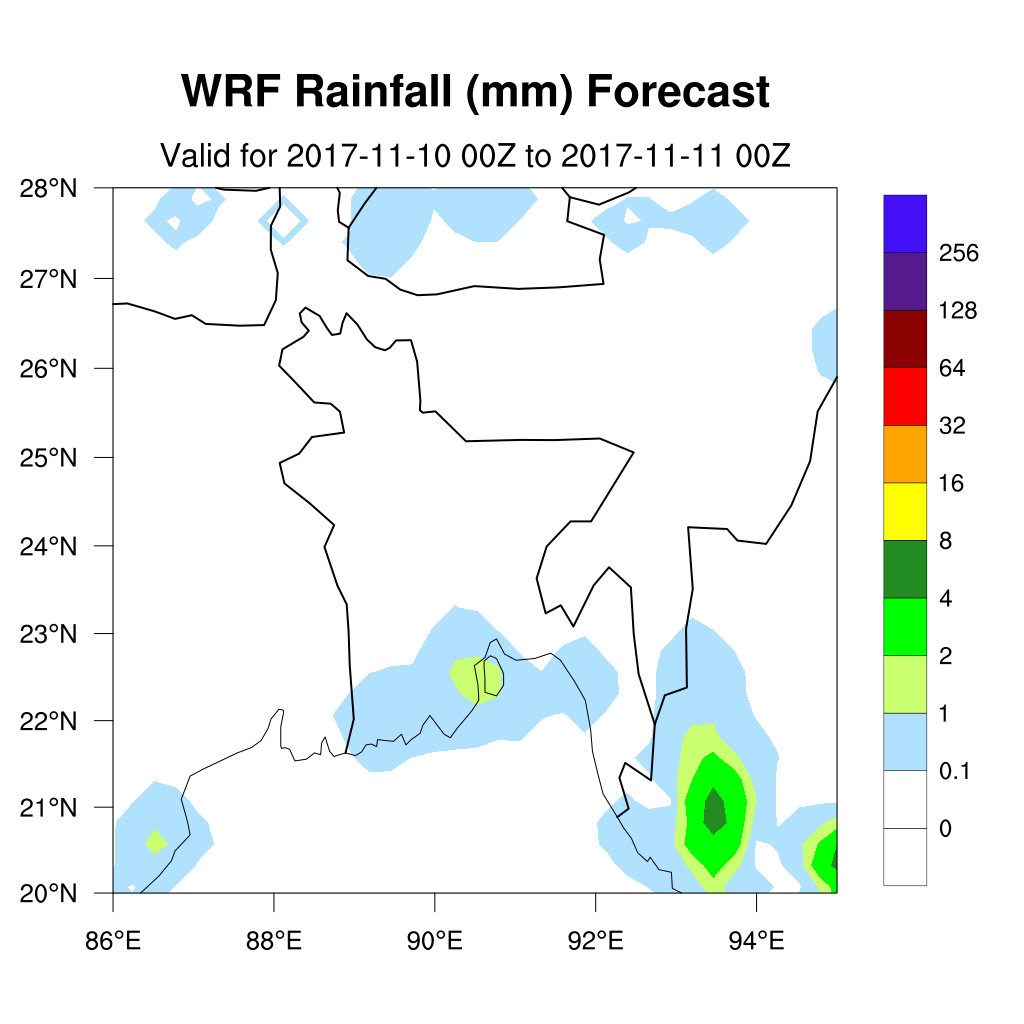 WRF Rainfall (mm) Forecast
Valid for 2017-11-10 00Z to 2017-11-11 00Z
28°N
27°N
26°N
25°N
24°N
23°N
22°N
21°N
20°N
86°E
88°E
90°E
92°E
94°E
256
128
64
32
16
8
4
2
1
0.1
0